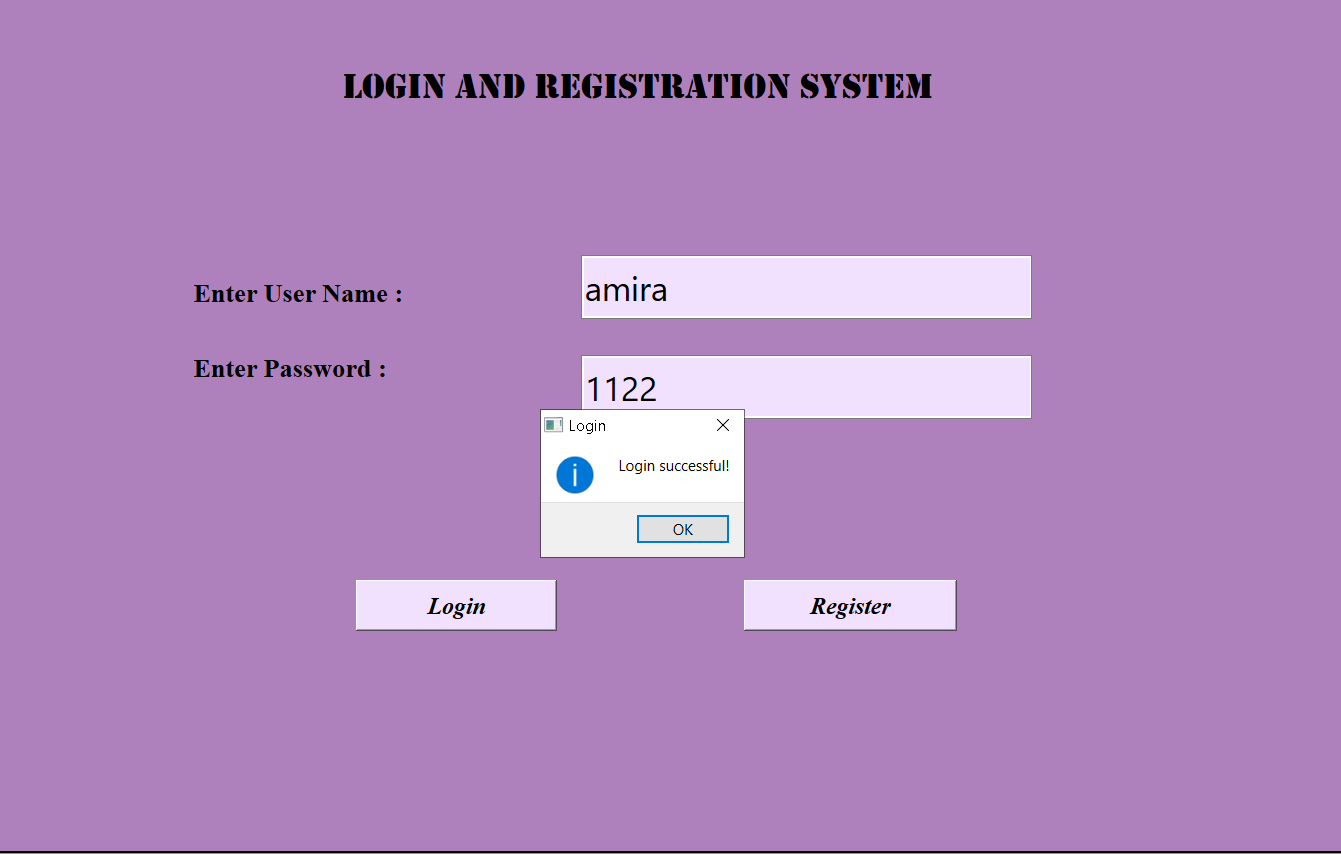 LOGIN AND REGISTRATION SYSTEM
Enter User Name :
amira
Enter Password :
1122
Login
Login successful!
OK
Login
Register